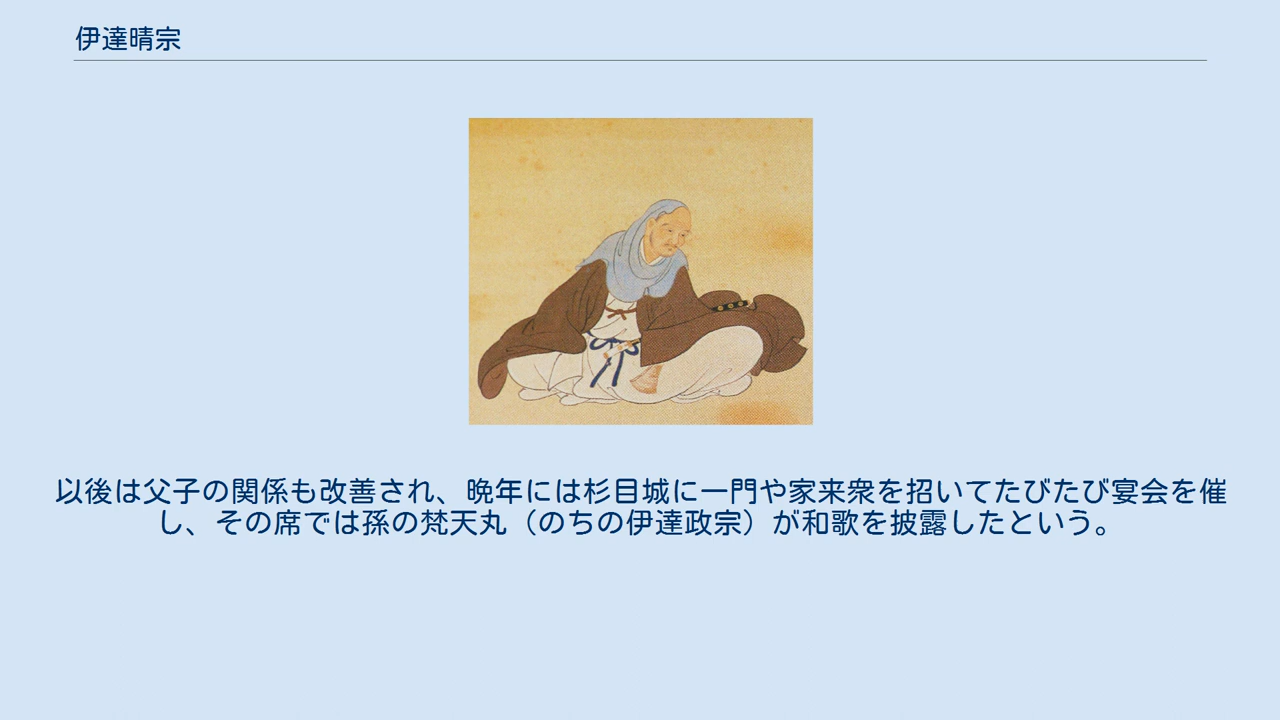 伊達晴宗
以後は父子の関係も改善され、晩年には杉目城に一門や家来衆を招いてたびたび宴会を催
し、その席では孫の梵天丸（のちの伊達政宗）が和歌を披露したという。